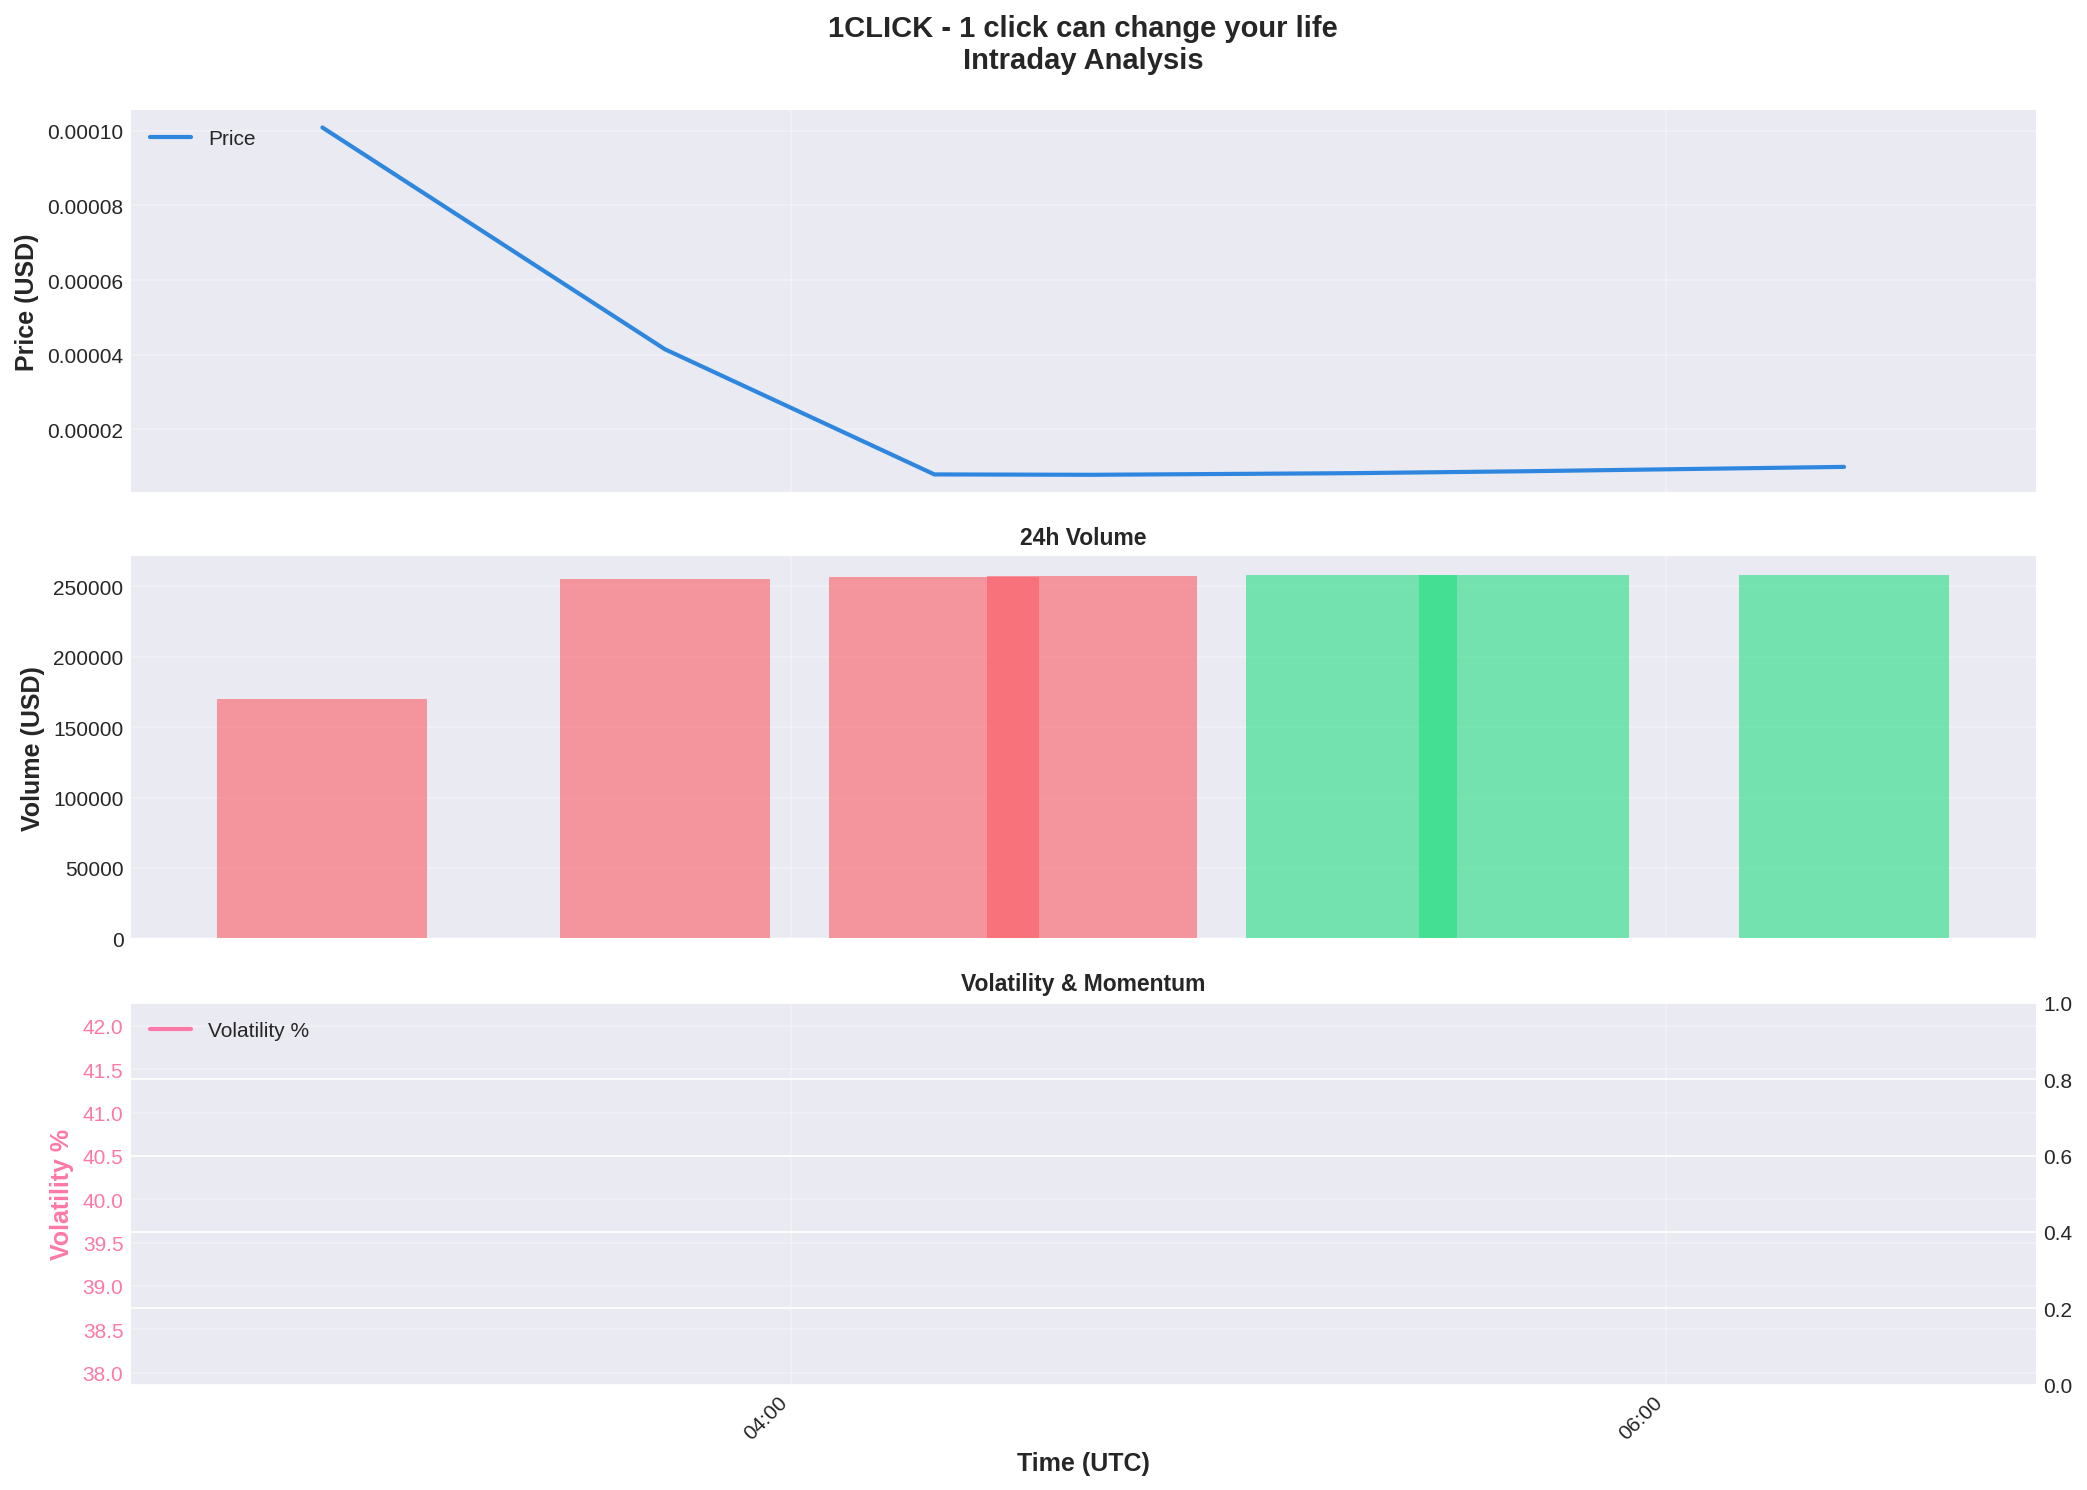 1CLICK - 1 click can change your life
Intraday Analysis
Price
0.00010
0.00008
0.00006
0.00004
0.00002
Price (USD)
24h Volume
250000
200000
150000
100000
50000
0
Volume (USD)
Volatility & Momentum
Volatility %
42.0
41.5
41.0
40.5
40.0
39.5
39.0
38.5
38.0
Volatility %
1.0
0.8
0.6
0.4
0.2
0.0
04:00
06:00
Time (UTC)